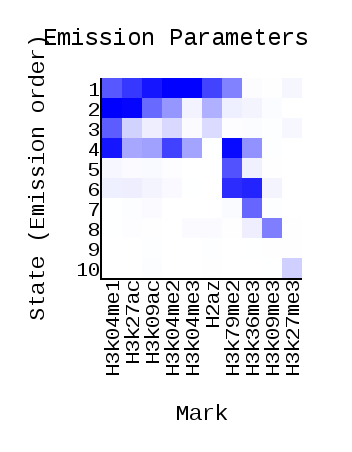 Emission Parameters
State (Emission order)
1
2
3
4
5
6
7
8
9
10
H3k04me1
H3k27ac
H3k09ac
H3k04me2
H3k04me3
H2az
H3k79me2
H3k36me3
H3k09me3
H3k27me3
Mark